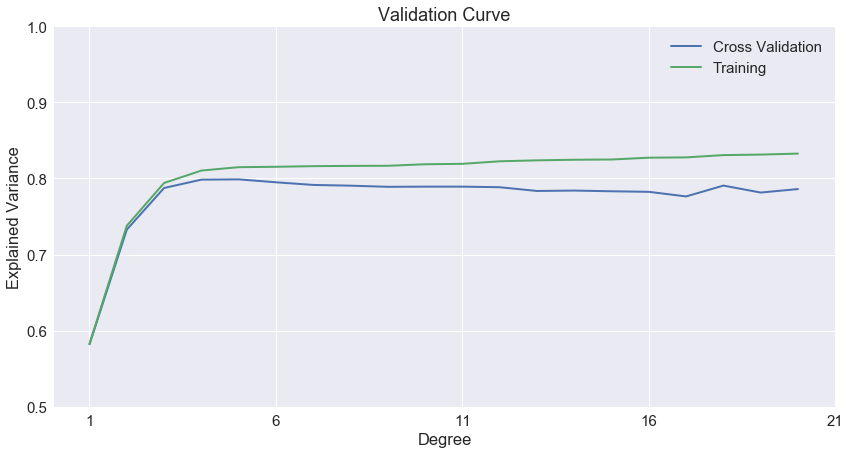 Validation Curve
1.0
0.9
0.8
0.7
0.6
0.5
Explained Variance
Cross Validation
Training
1 6 11 16 21
Degree